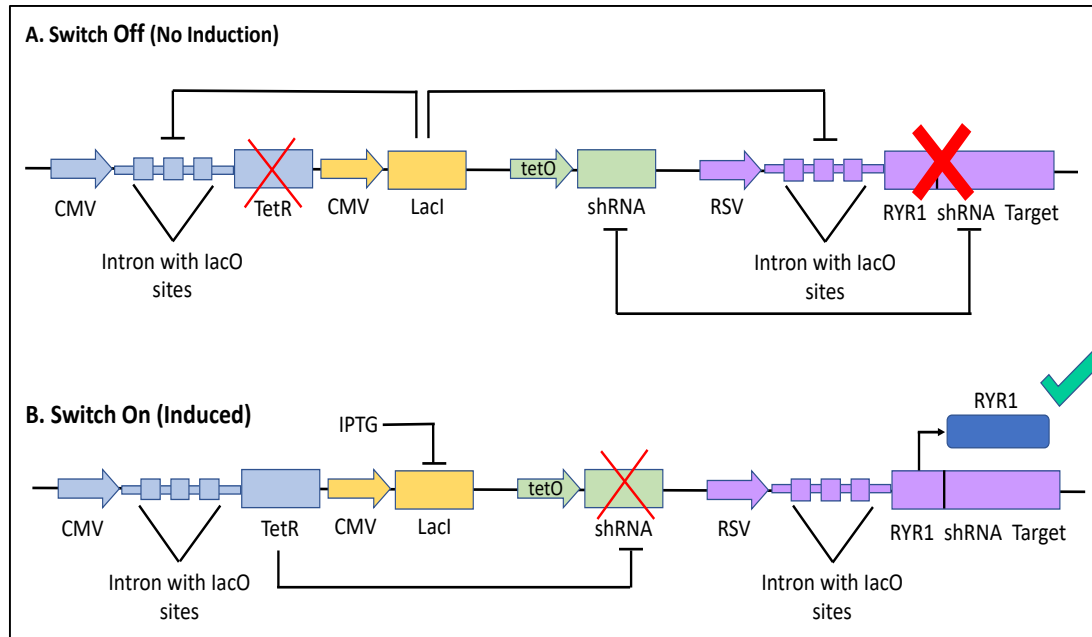 A. Switch Off (No Induction)
tetO
CMV
TetR
CMV
LacI
shRNA
RSV
RYR1 shRNA Target
Intron with lacO
sites
Intron with lacO
sites
RYR1
B. Switch On (Induced)
IPTG
tetO
CMV
TetR
CMV
LacI
shRNA
RSV
RYR1 shRNA Target
Intron with lacO
sites
Intron with lacO
sites